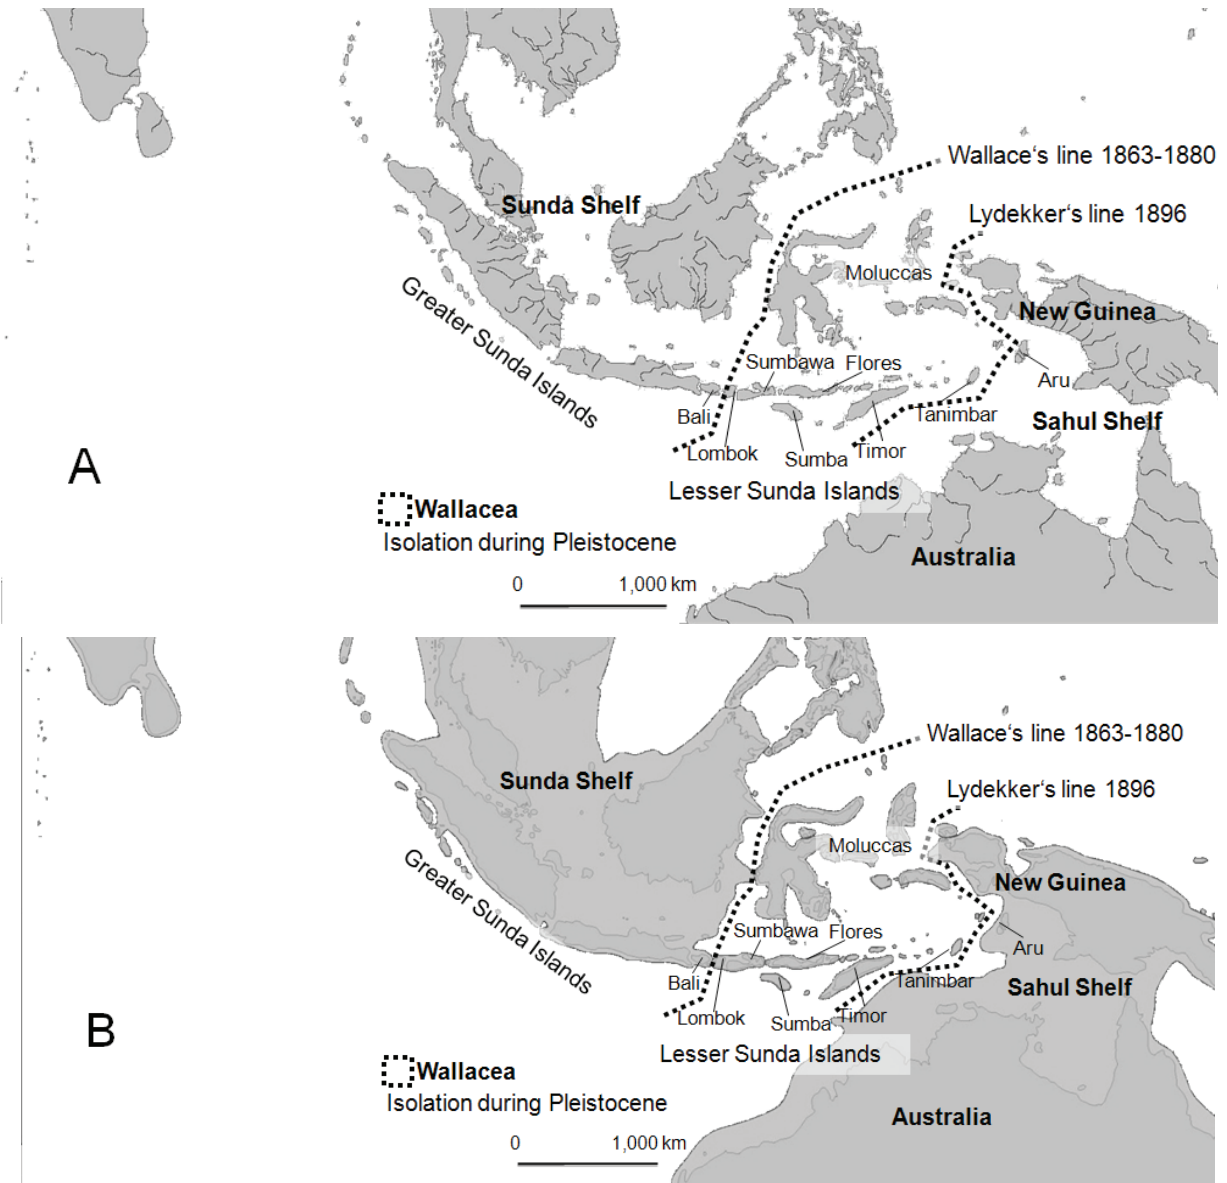 Wallace‘s line 1863-1880
Lydekker‘s line 1896
Sunda Shelf
Moluccas
Greater Sunda Islands
New Guinea
Sumbawa
Flores
Aru
Bali
Tanimbar
Sahul Shelf
Lombok
Sumba
Timor
A
Lesser Sunda Islands
Wallacea
Isolation during Pleistocene
Australia
0 1,000 km
Wallace‘s line 1863-1880
Sunda Shelf
Lydekker‘s line 1896
Moluccas
Greater Sunda Islands
New Guinea
Sumbawa
Flores
Aru
Bali
Tanimbar
Sahul Shelf
Lombok
Sumba
Timor
B
Lesser Sunda Islands
Wallacea
Isolation during Pleistocene
Australia
0 1,000 km